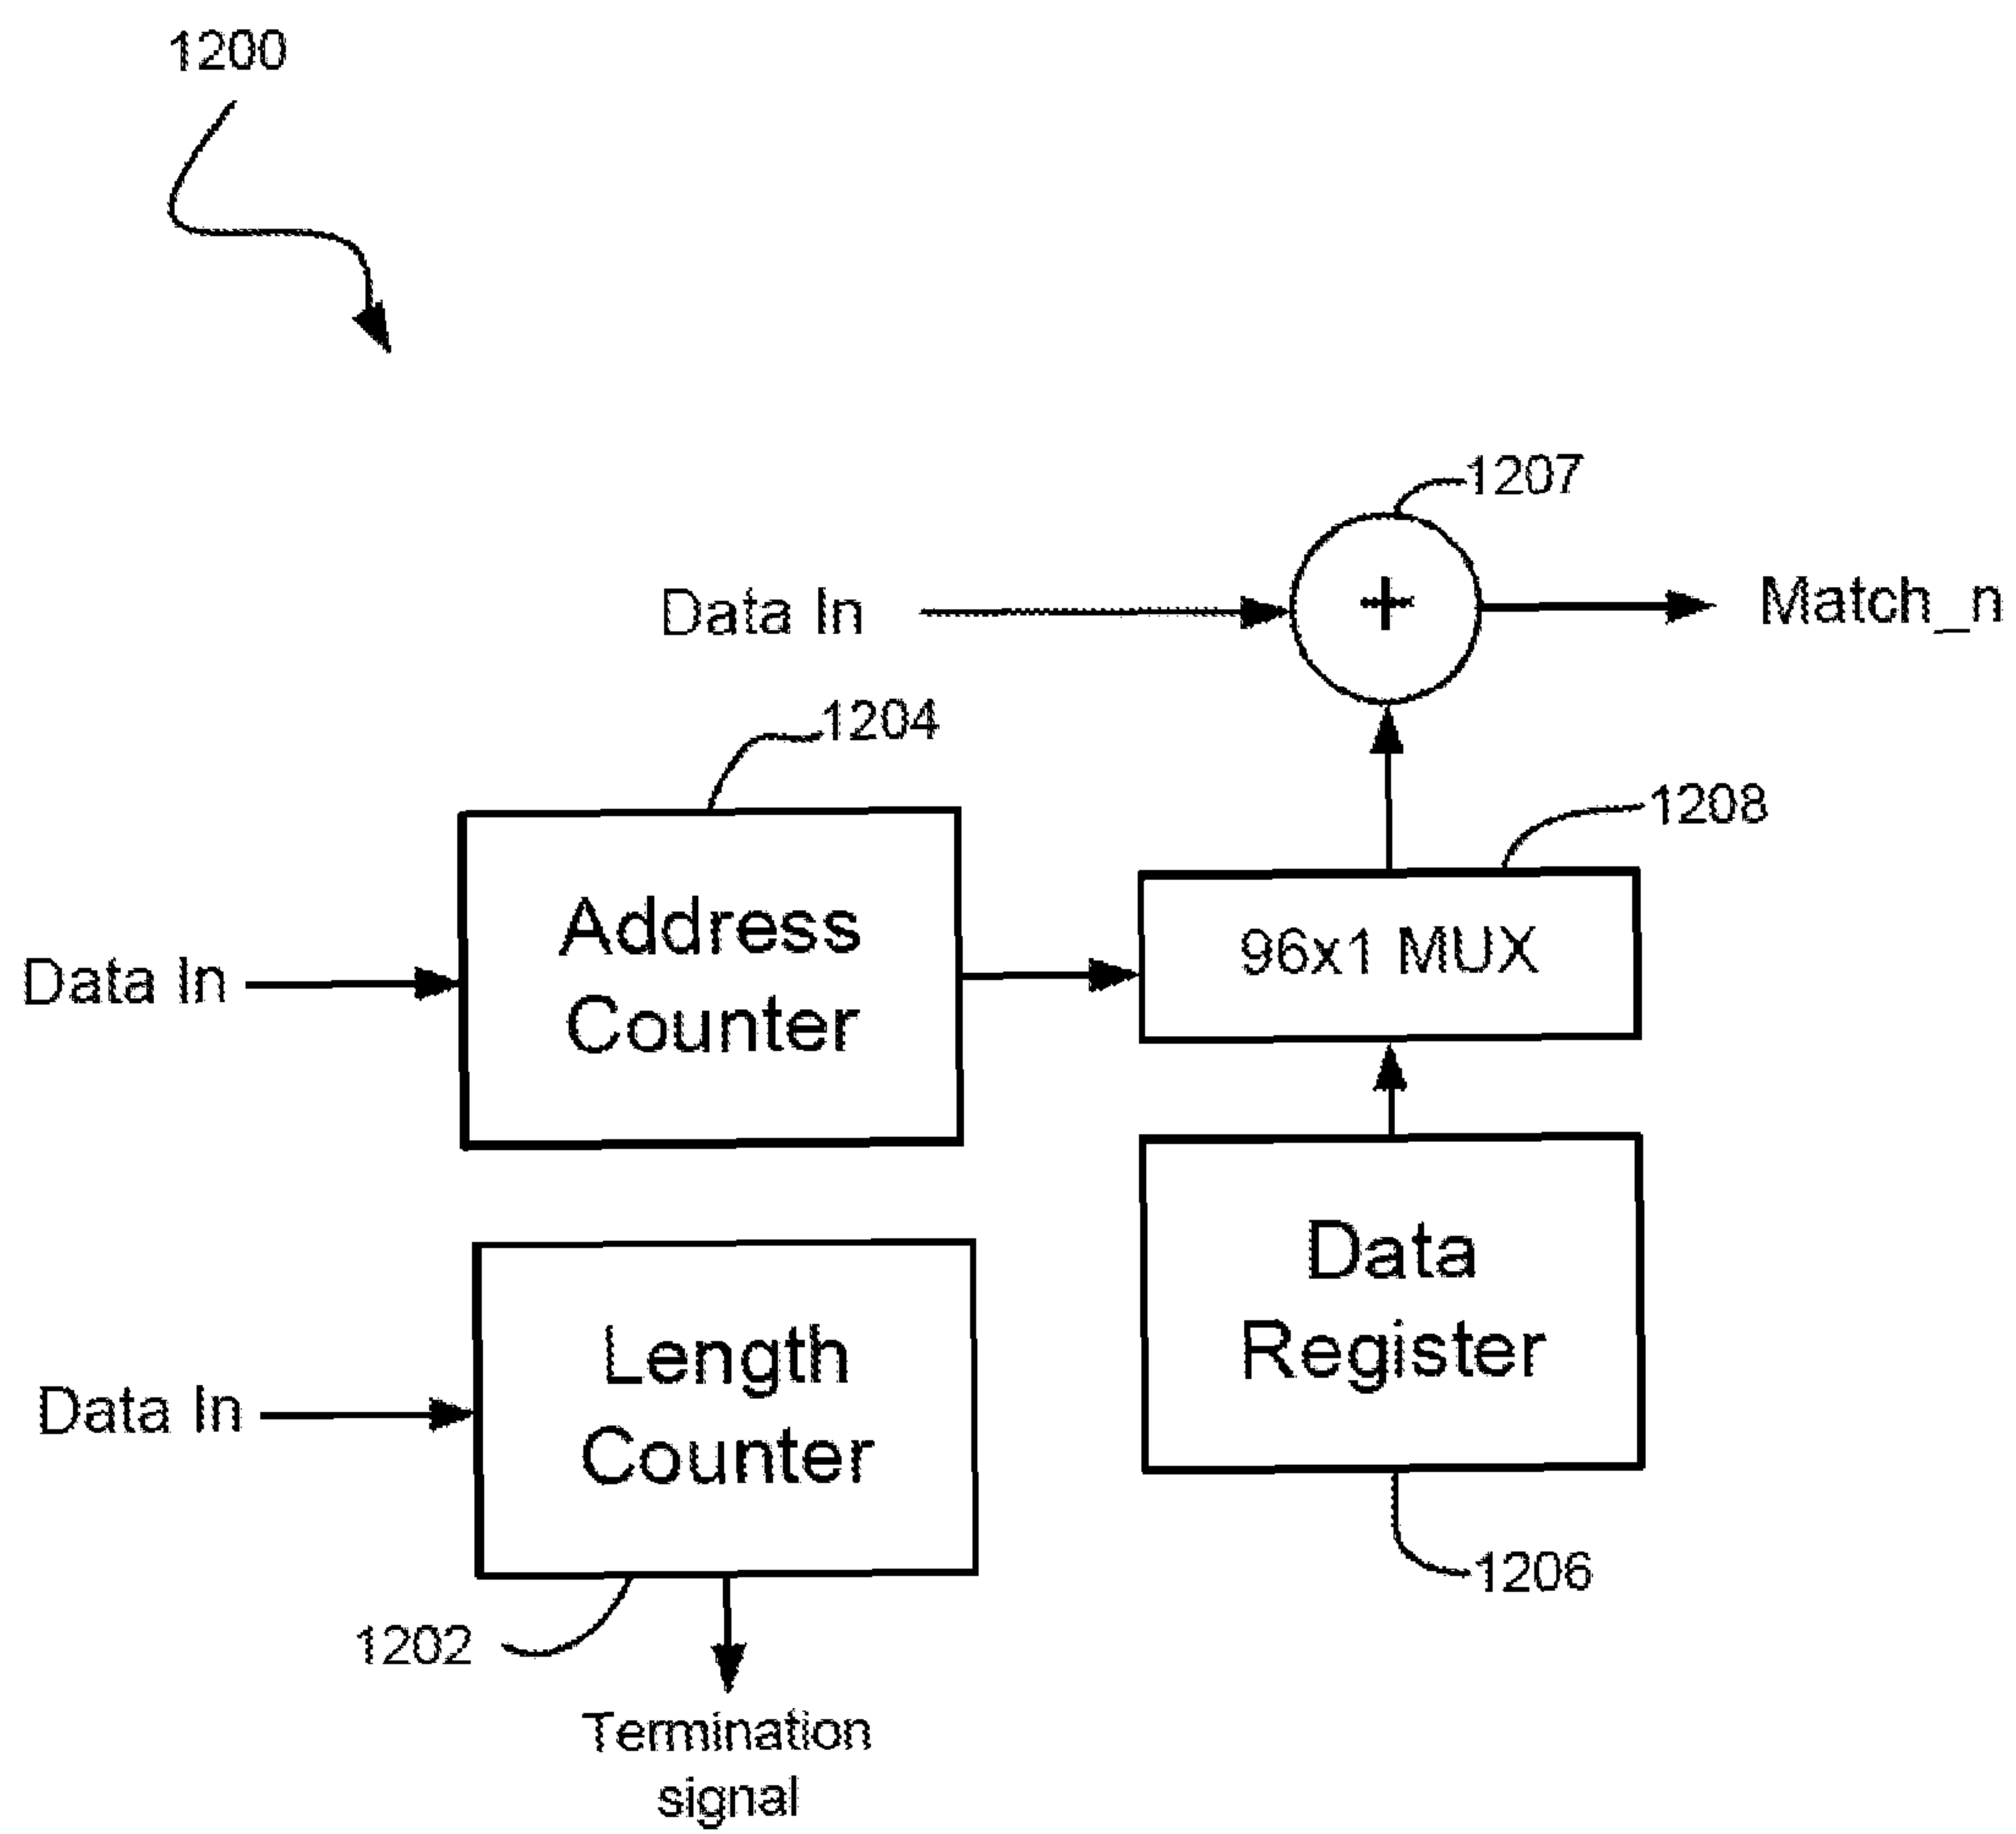 1200
1207
Data In
+
Match_n
1204
1208
Address
Counter
Data In
96x1 MUX
Data
Register
Length
Counter
Data In
1206
1202
Termination
signal